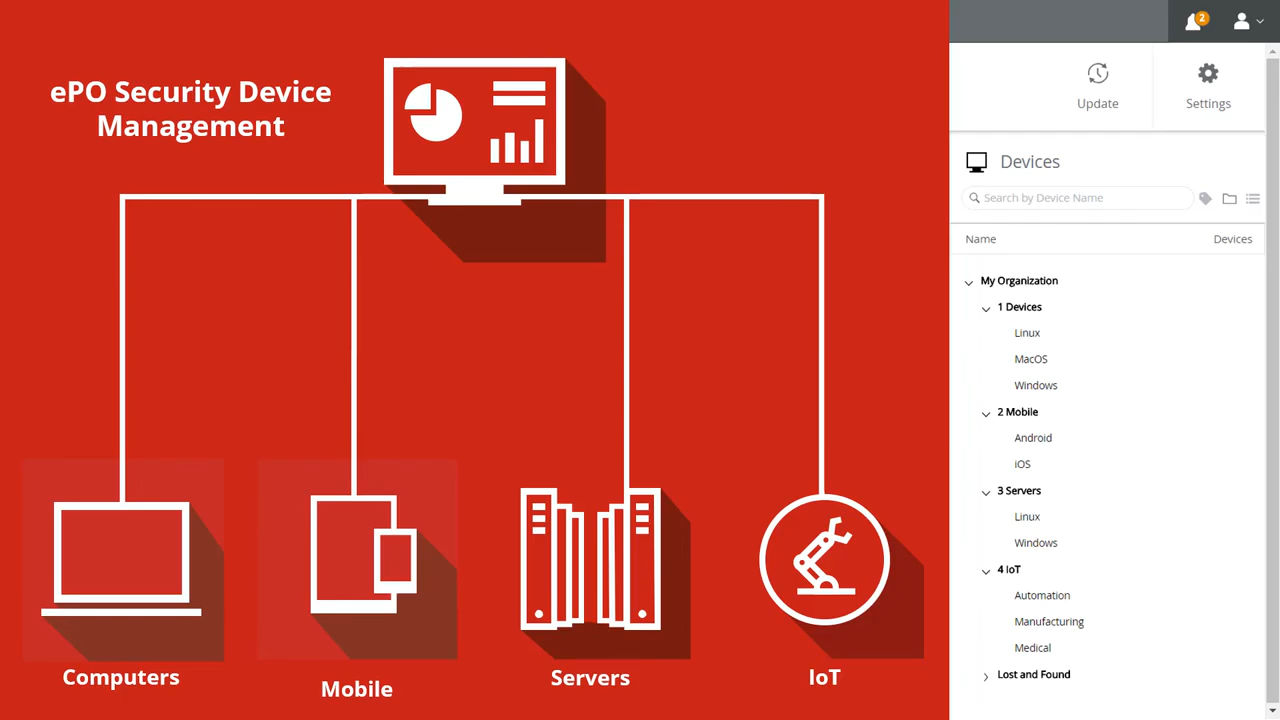 ePO Security Device
Management
Computers
Mobile
Servers
IoT
2
Update
Settings
Devices
Search by Device Name
Name
Devices
My Organization
1 Devices
Linux
MacOS
Windows
2 Mobile
Android
iOS
3 Servers
Linux
Windows
4 IoT
Automation
Manufacturing
Medical
Lost and Found